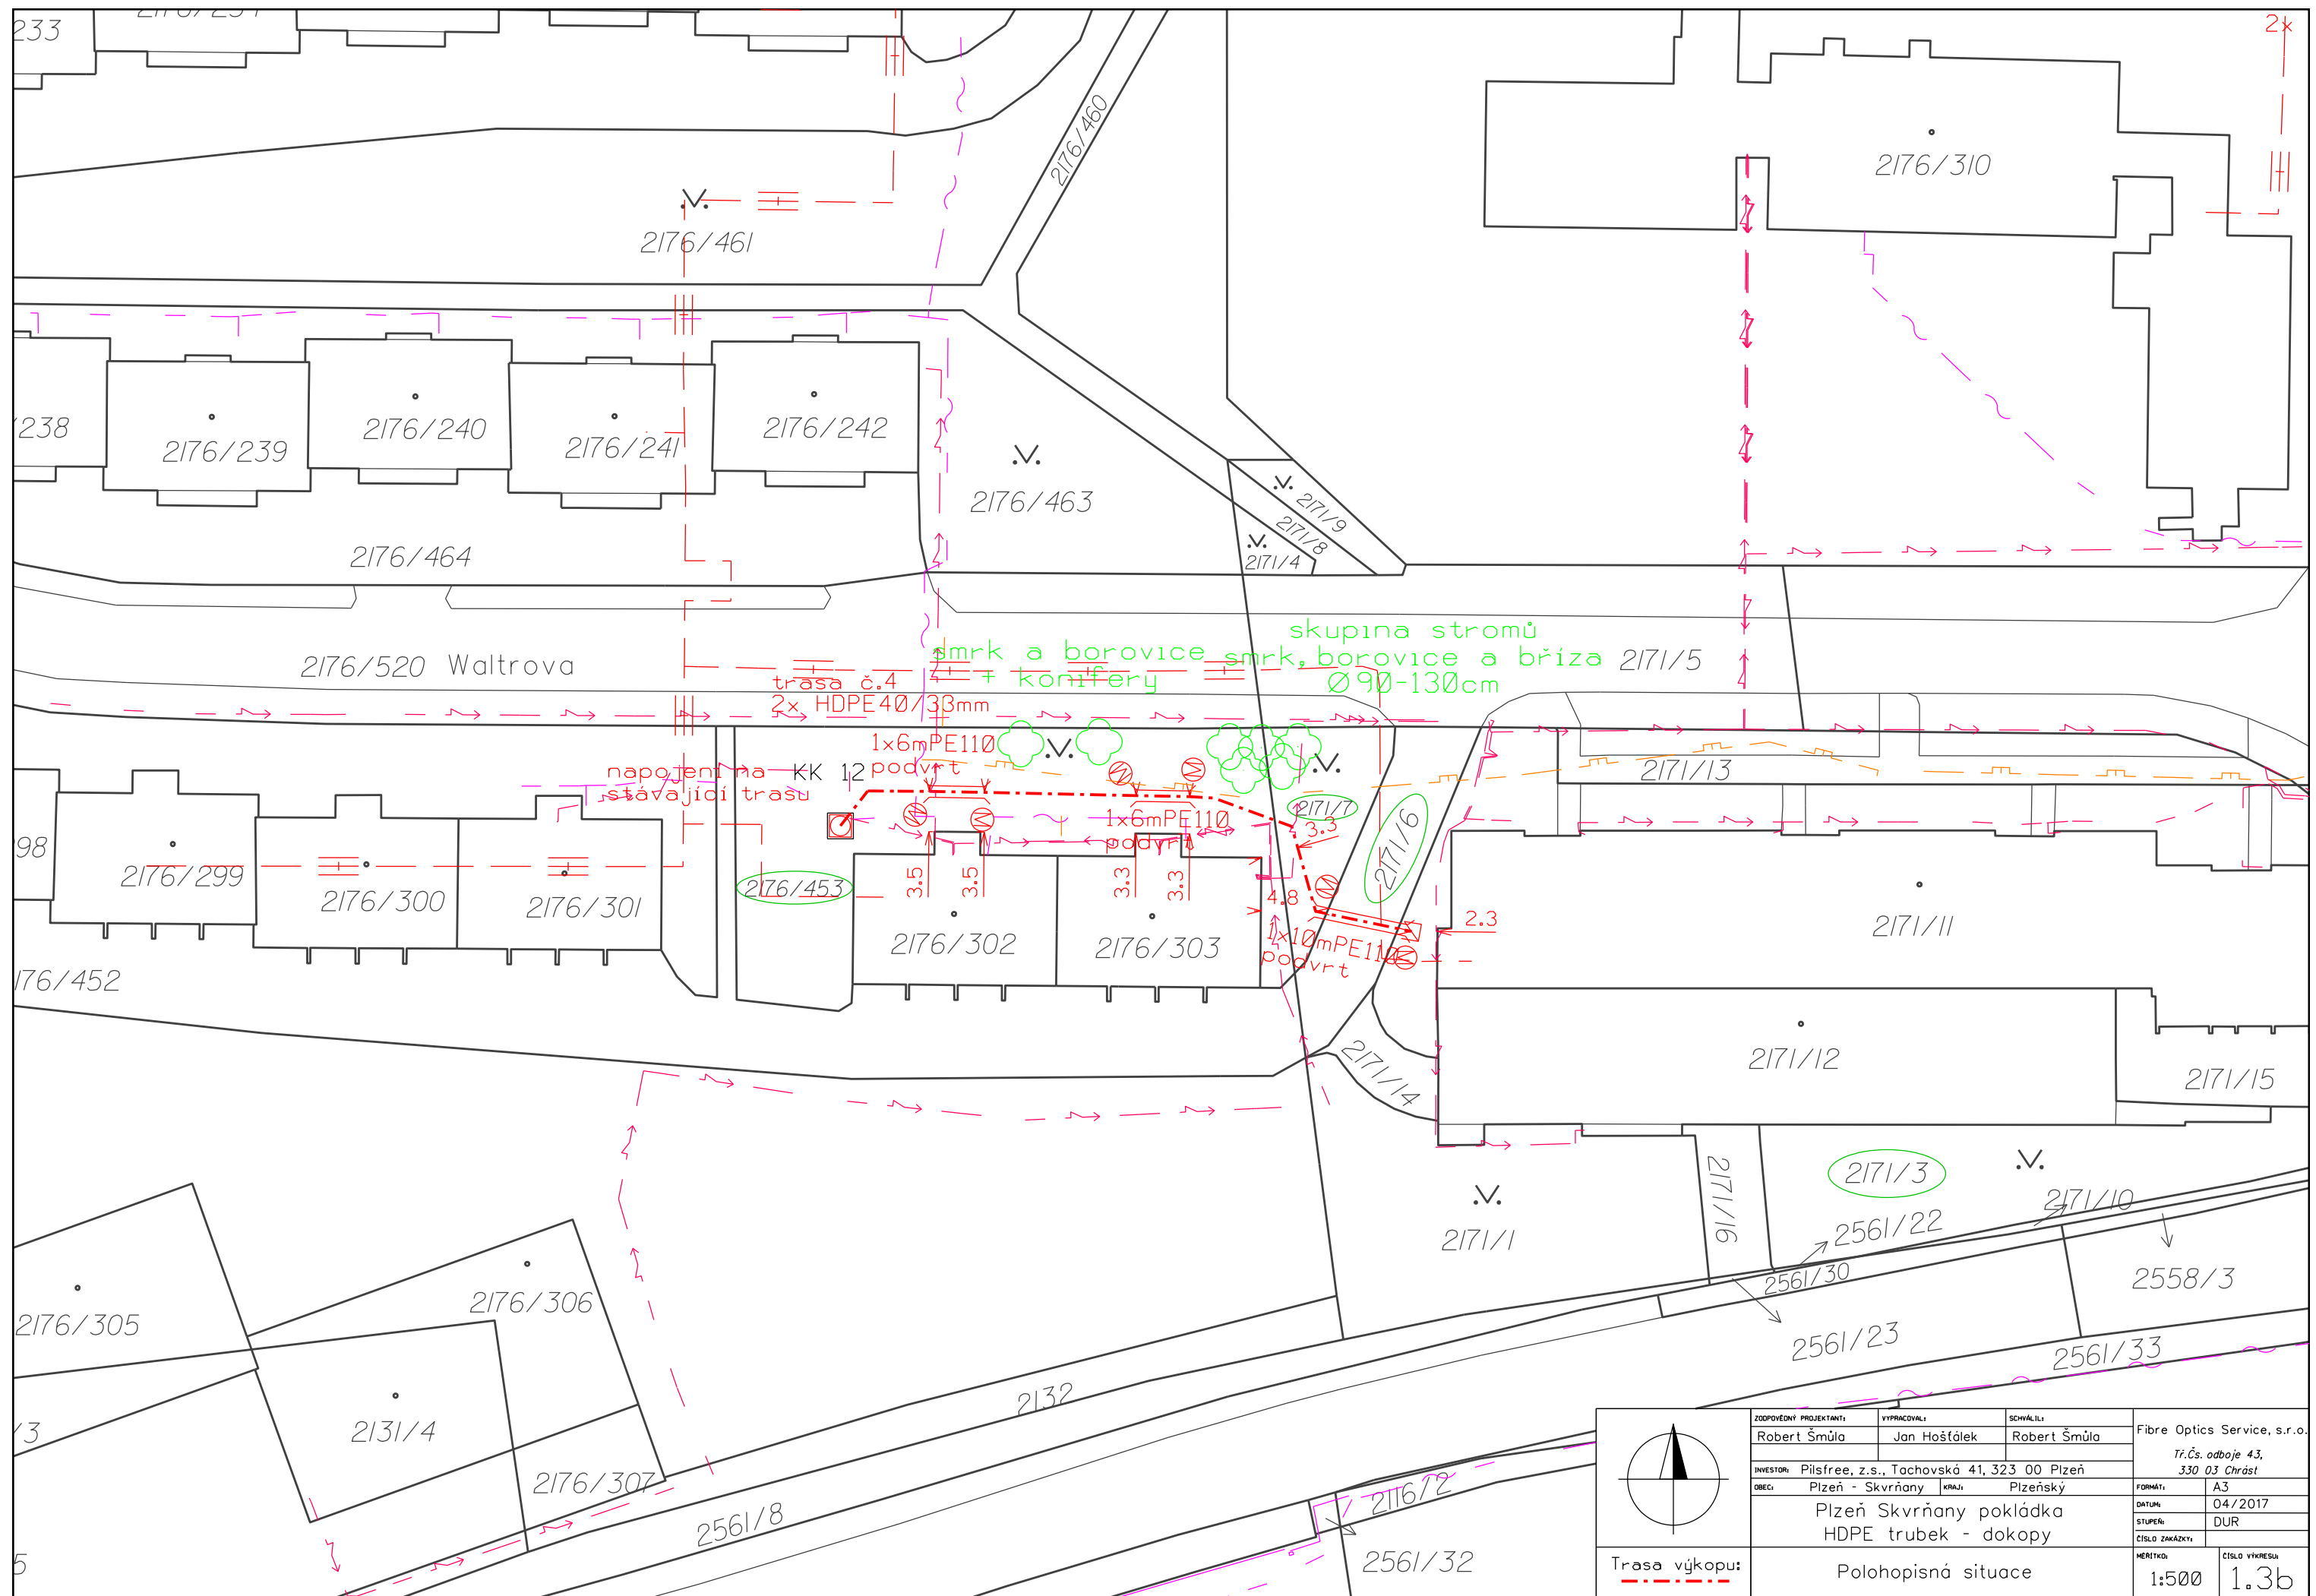 233
2x
2176/460
2176/310
2176/461
238
2176/239
2176/240
2176/241
2176/242
2176/463
2171/9
2171/8
2171/4
2176/464
skupina stromů
smrk a borovice
smrk, borovice a bříza
+ konifery
Ø90-130cm
2171/5
2176/520 Waltrova
trasa č.4
2x HDPE40/33mm
1x6mPE110
podvrt
napojení na
stávající trasu
KK 12
2171/13
2171/7
1x6mPE110
podvrt
3.3
2171/6
98
2176/299
2176/300
2176/301
2176/453
3.5
3.5
3.3
3.3
4.8
2.3
1x10mPE110
podvrt
2176/302
2176/303
2171/11
176/452
2171/12
2171/14
2171/15
2171/3
2171/16
2171/10
2171/1
2561/22
2561/30
2558/3
2176/305
2176/306
2561/23
2561/33
2132
/3
2131/4
2176/307
2561/8
2116/2
2561/32
5
ZODPOVĚDNÝ PROJEKTANT:
VYPRACOVAL:
SCHVÁLIL:
Robert Šmůla
Jan Hošťálek
Robert Šmůla
Fibre Optics Service, s.r.o.
Tř.Čs. odboje 43,
330 03 Chrást
INVESTOR: Pilsfree, z.s., Tachovská 41, 323 00 Plzeň
OBEC: Plzeň - Skvrňany
KRAJ: Plzeňský
FORMÁT: A3
DATUM: 04/2017
STUPEŇ: DUR
ČÍSLO ZAKÁZKY:
Plzeň Skvrňany pokládka
HDPE trubek - dokopy
Trasa výkopu:
Polohopisná situace
MĚŘÍTKO:
1:500
ČÍSLO VÝKRESU:
1.3b